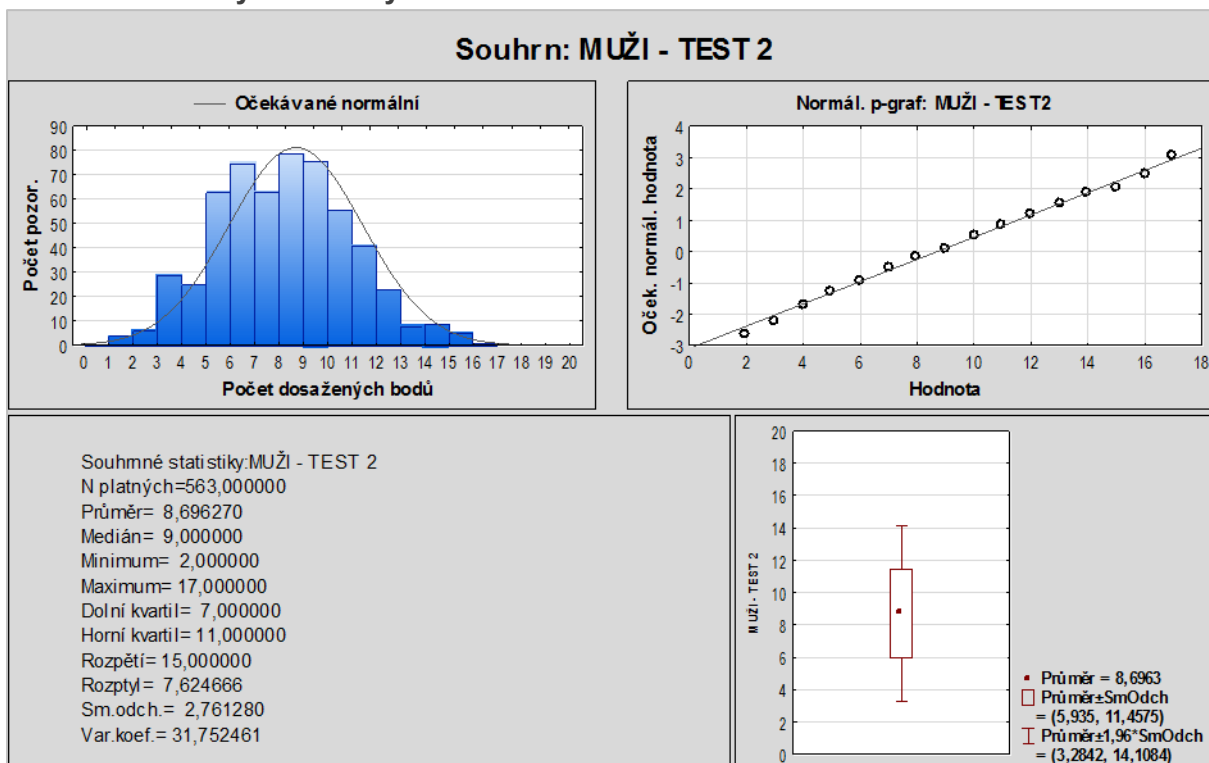 Souhrn: MUŽI - TEST 2
Očekávané normální
90
80
70
60
50
40
30
20
10
0
Počet pozor.
0 1 2 3 4 5 6 7 8 9 10 11 12 13 14 15 16 17 18 19 20
Počet dosažených bodů
Normál. p-graf: MUŽI - TEST2
4
3
2
1
0
-1
-2
-3
Oček. normál. hodnota
0 2 4 6 8 10 12 14 16 18
Hodnota
Souhrnné statistiky:MUŽI - TEST 2
N platných=563,000000
Průměr= 8,696270
Medián= 9,000000
Minimum= 2,000000
Maximum= 17,000000
Dolní kvartil= 7,000000
Horní kvartil= 11,000000
Rozpětí= 15,000000
Rozptyl= 7,624666
Sm.odch.= 2,761280
Var.koef.= 31,752461
20
18
16
14
12
10
8
6
4
2
0
MUŽI - TEST 2
Průměr = 8,6963
Průměr±SmOdch
= (5,935, 11,4575)
Průměr±1,96*SmOdch
= (3,2842, 14,1084)